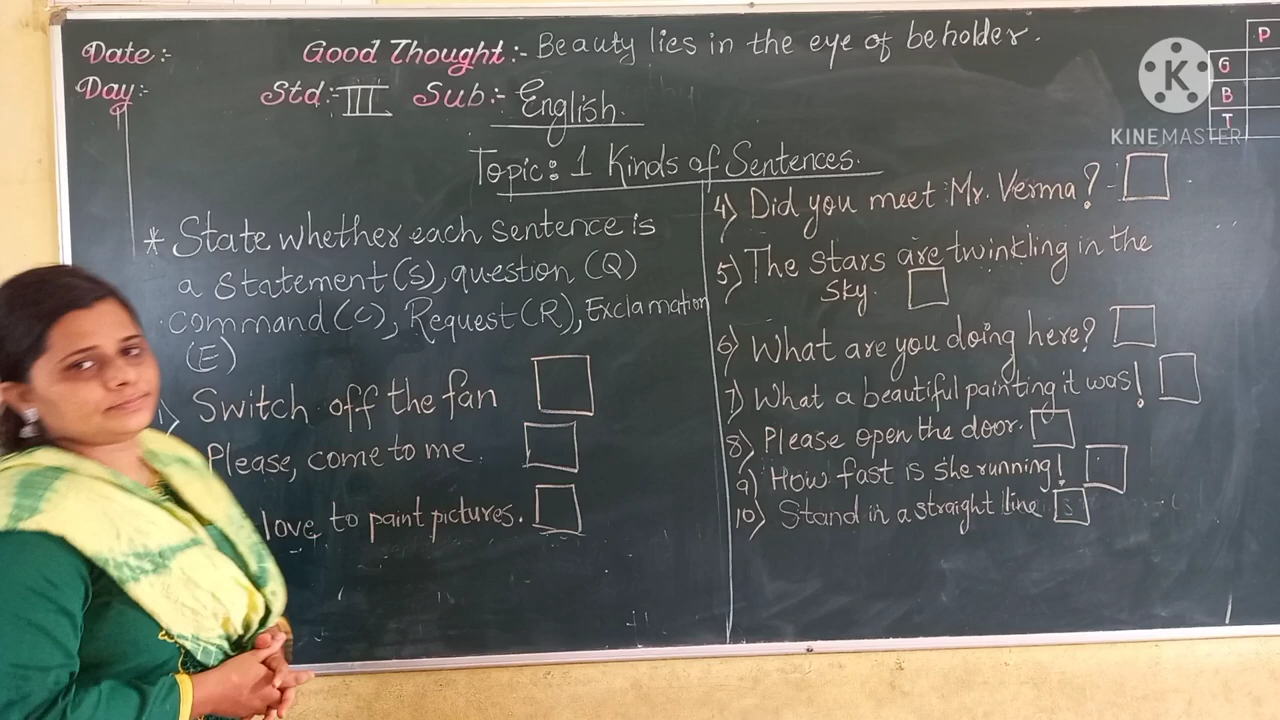 Date:-
Good Thought:- Beauty lies in the eye of beholder.
Day:-
Std:- III Sub:- English.
Topic: 1 Kinds of Sentences.
* State whether each sentence is
a statement (S), question (Q)
command (C), Request (R), Exclamation
(E)
) Switch off the fan
Please, come to me.
love to paint pictures.
4) Did you meet Mr. Verma? -
5) The stars are twinkling in the
sky.
6) What are you doing here?
7) What a beautiful painting it was!
8) Please open the door.
9) How fast is she running!
10) Stand in a straight line S
P
G
B
T
K
KINEMASTER